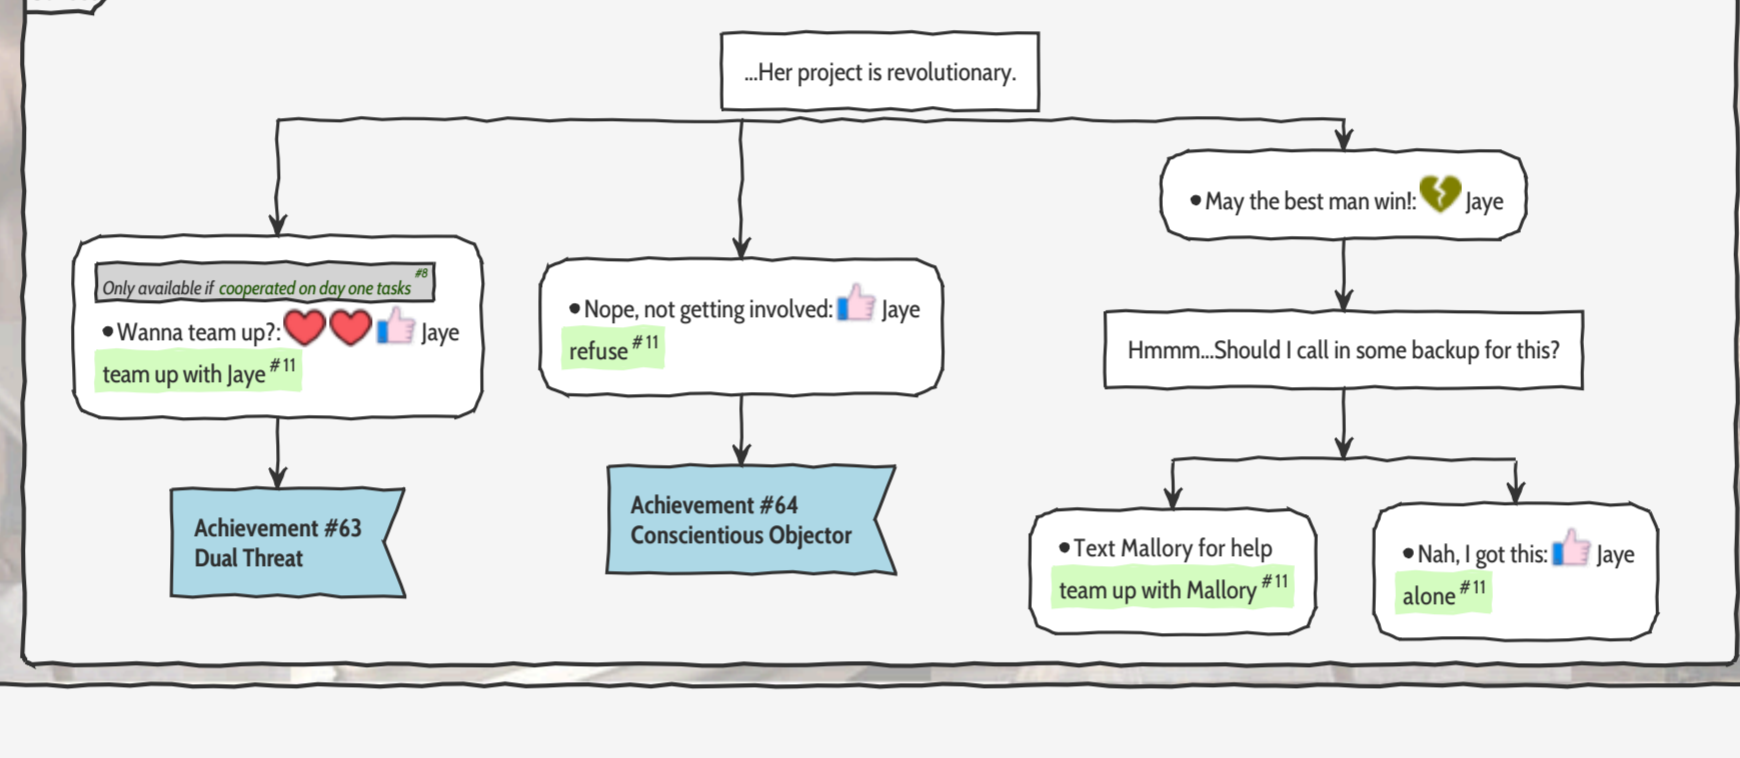 ...Her project is revolutionary.
Only available if cooperated on day one tasks #8
•Wanna team up?: Jaye
team up with Jaye #11
Achievement #63
Dual Threat
•Nope, not getting involved: Jaye
refuse #11
Achievement #64
Conscientious Objector
•May the best man win!: Jaye
Hmmm...Should I call in some backup for this?
•Text Mallory for help
team up with Mallory #11
•Nah, I got this: Jaye
alone #11